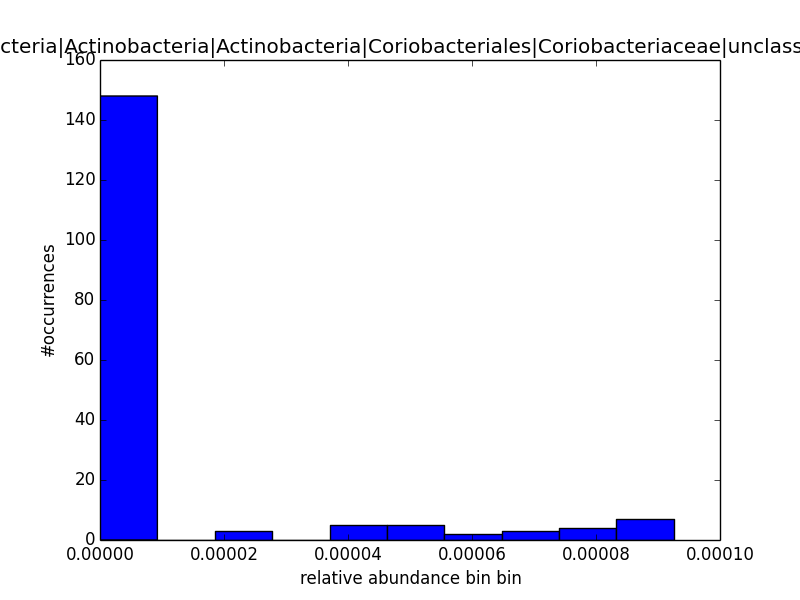 cteria|Actinobacteria|Actinobacteria|Coriobacteriales|Coriobacteriaceae|unclass
160
140
120
100
80
60
40
20
0
#occurrences
0.00000 0.00002 0.00004 0.00006 0.00008 0.00010
relative abundance bin bin